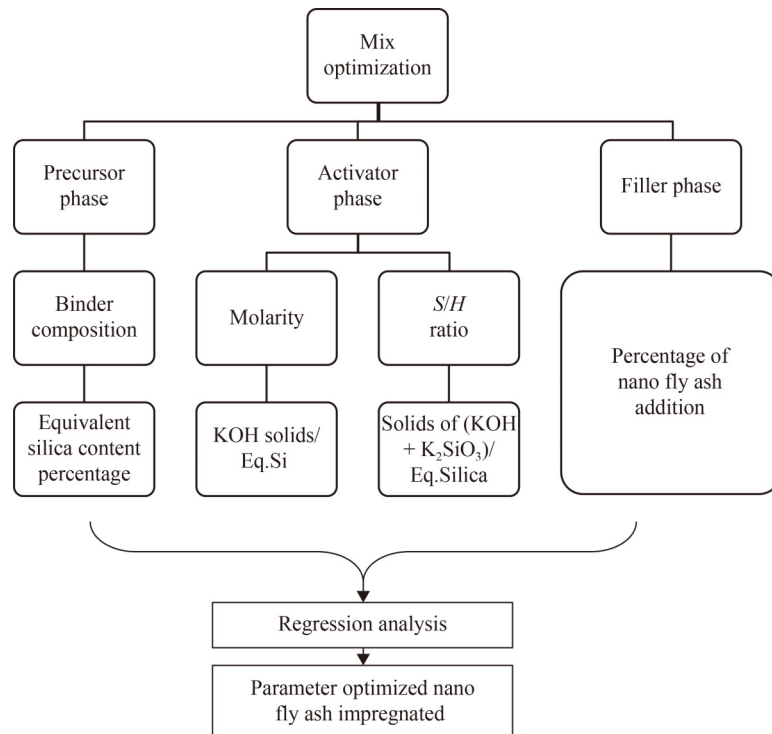 Mix
optimization
Precursor
phase
Activator
phase
Filler phase
Binder
composition
Molarity
S/H
ratio
Percentage of
nano fly ash
addition
Equivalent
silica content
percentage
KOH solids/
Eq.Si
Solids of (KOH
+ K₂SiO₃)/
Eq.Silica
Regression analysis
Parameter optimized nano
fly ash impregnated